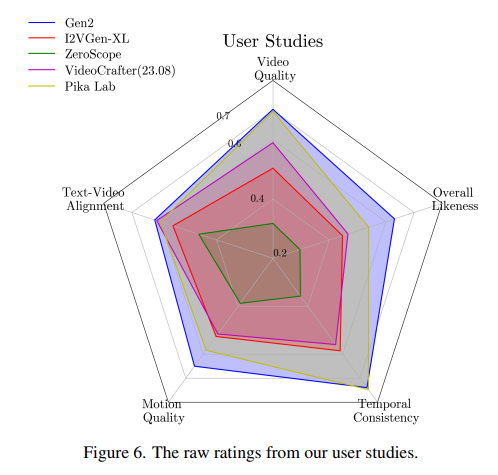 Gen2
I2VGen-XL
ZeroScope
VideoCrafter(23.08)
Pika Lab
User Studies
Video
Quality
0.7
0.6
Text-Video
Alignment
0.4
Overall
Likeness
0.2
Motion
Quality
Temporal
Consistency
Figure 6. The raw ratings from our user studies.